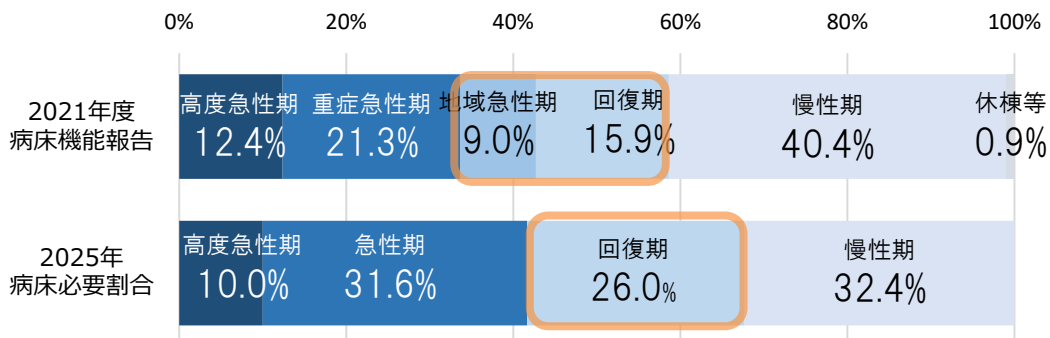 0% 20% 40% 60% 80% 100%
2021年度
病床機能報告
高度急性期 重症急性期 地域急性期 回復期 慢性期 休棟等
12.4% 21.3% 9.0% 15.9% 40.4% 0.9%
2025年
病床必要割合
高度急性期 急性期 回復期 慢性期
10.0% 31.6% 26.0% 32.4%